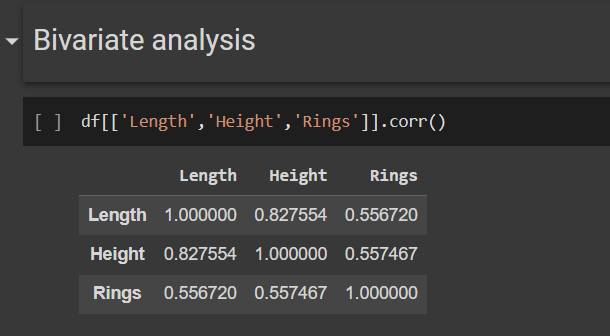 Bivariate analysis
[ ] df[['Length','Height','Rings']].corr()
Length Height Rings
Length 1.000000 0.827554 0.556720
Height 0.827554 1.000000 0.557467
Rings 0.556720 0.557467 1.000000